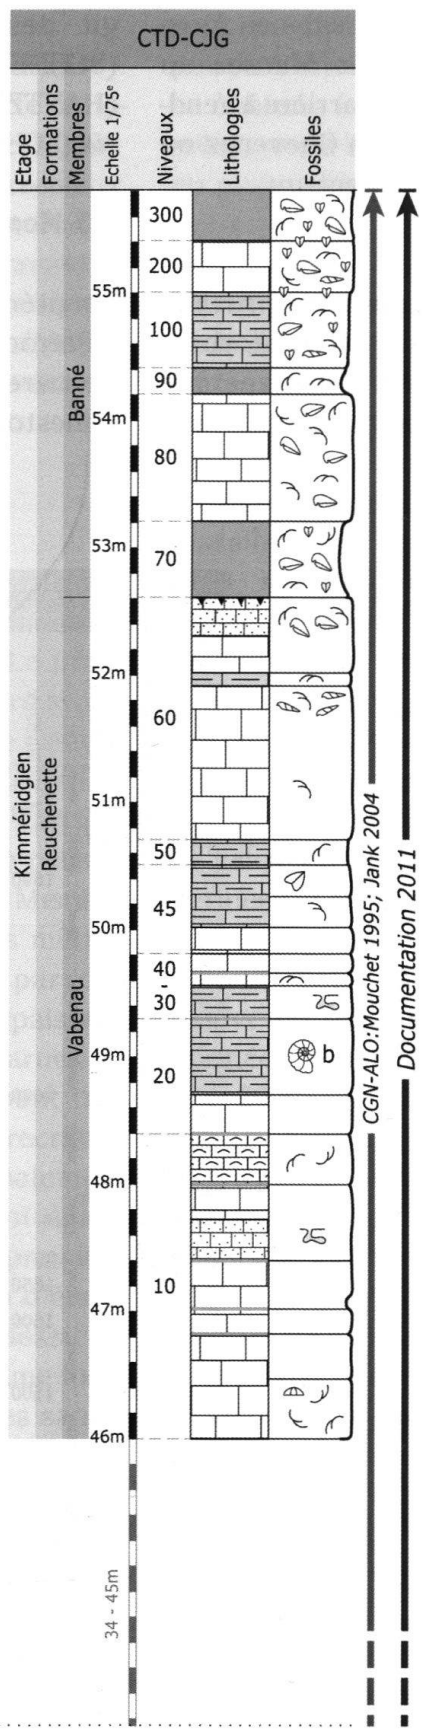 CTD-CJG
Etage
Formations
Membres
Echelle 1/75e
Niveaux
Lithologies
Fossiles
Kimméridgien
Reuchenette
Banné
Vabenau
300
200
55m
100
90
54m
80
53m
70
52m
60
51m
50
45
50m
40
-
30
49m
20
b
48m
10
47m
46m
34 - 45m
CGN-ALO:Mouchet 1995; Jank 2004
Documentation 2011